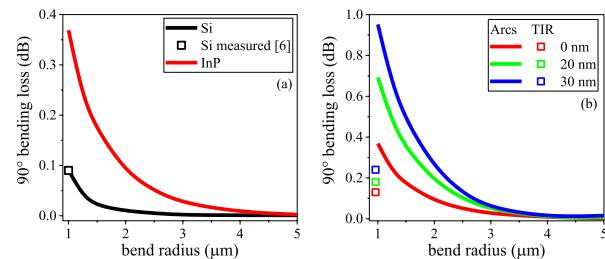 0.4
0.3
0.2
0.1
0.0
90° bending loss (dB)
Si
Si measured [6]
InP
(a)
1 2 3 4 5
bend radius (μm)
1.0
0.8
0.6
0.4
0.2
0.0
90° bending loss (dB)
Arcs TIR
0 nm
20 nm
30 nm
(b)
1 2 3 4 5
bend radius (μm)